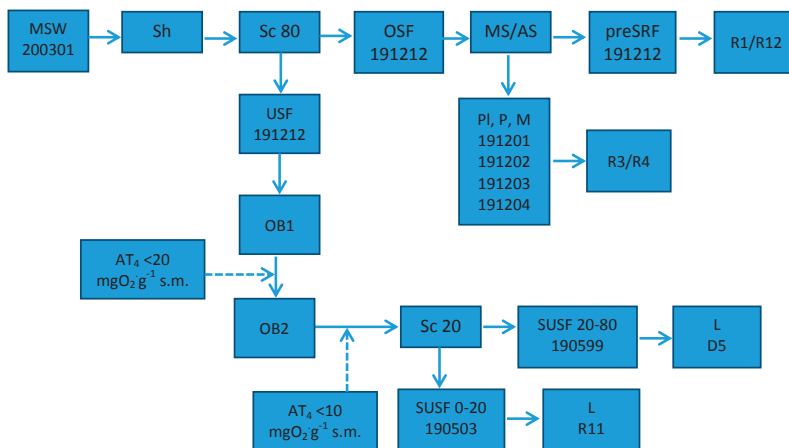 MSW
200301
Sh
Sc 80
OSF
191212
MS/AS
preSRF
191212
R1/R12
USF
191212
Pl, P, M
191201
191202
191203
191204
R3/R4
OB1
AT₄ <20
mgO₂·g⁻¹ s.m.
OB2
Sc 20
SUSF 20-80
190599
L
D5
AT₄ <10
mgO₂·g⁻¹ s.m.
SUSF 0-20
190503
L
R11